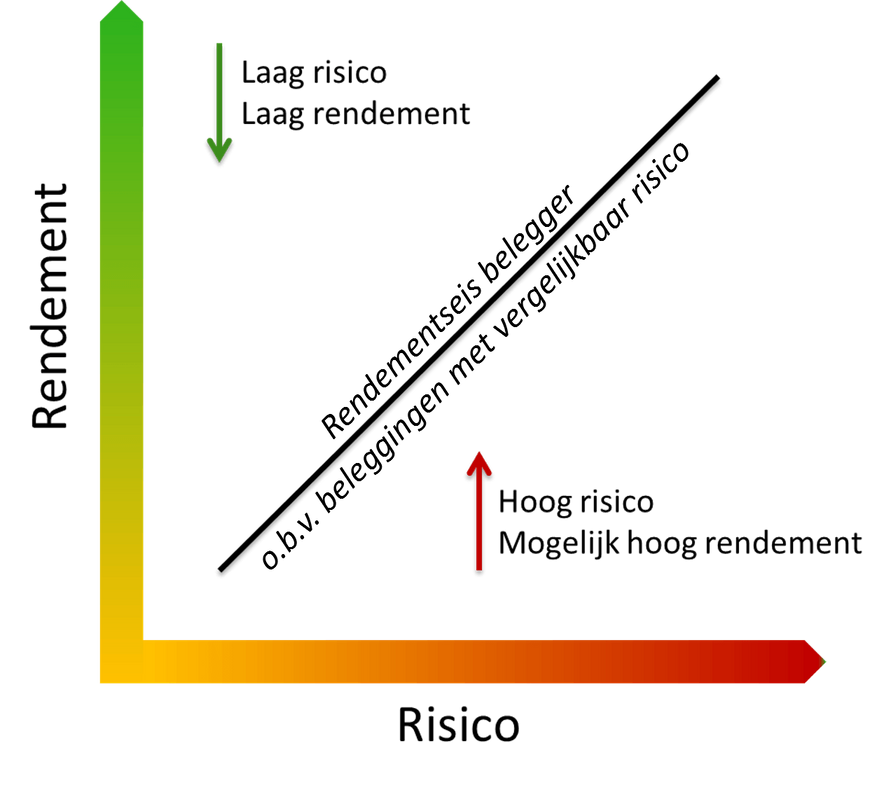 Laag risico
Laag rendement
Rendement
Rendementseis belegger
o.b.v. beleggingen met vergelijkbaar risico
Hoog risico
Mogelijk hoog rendement
Risico